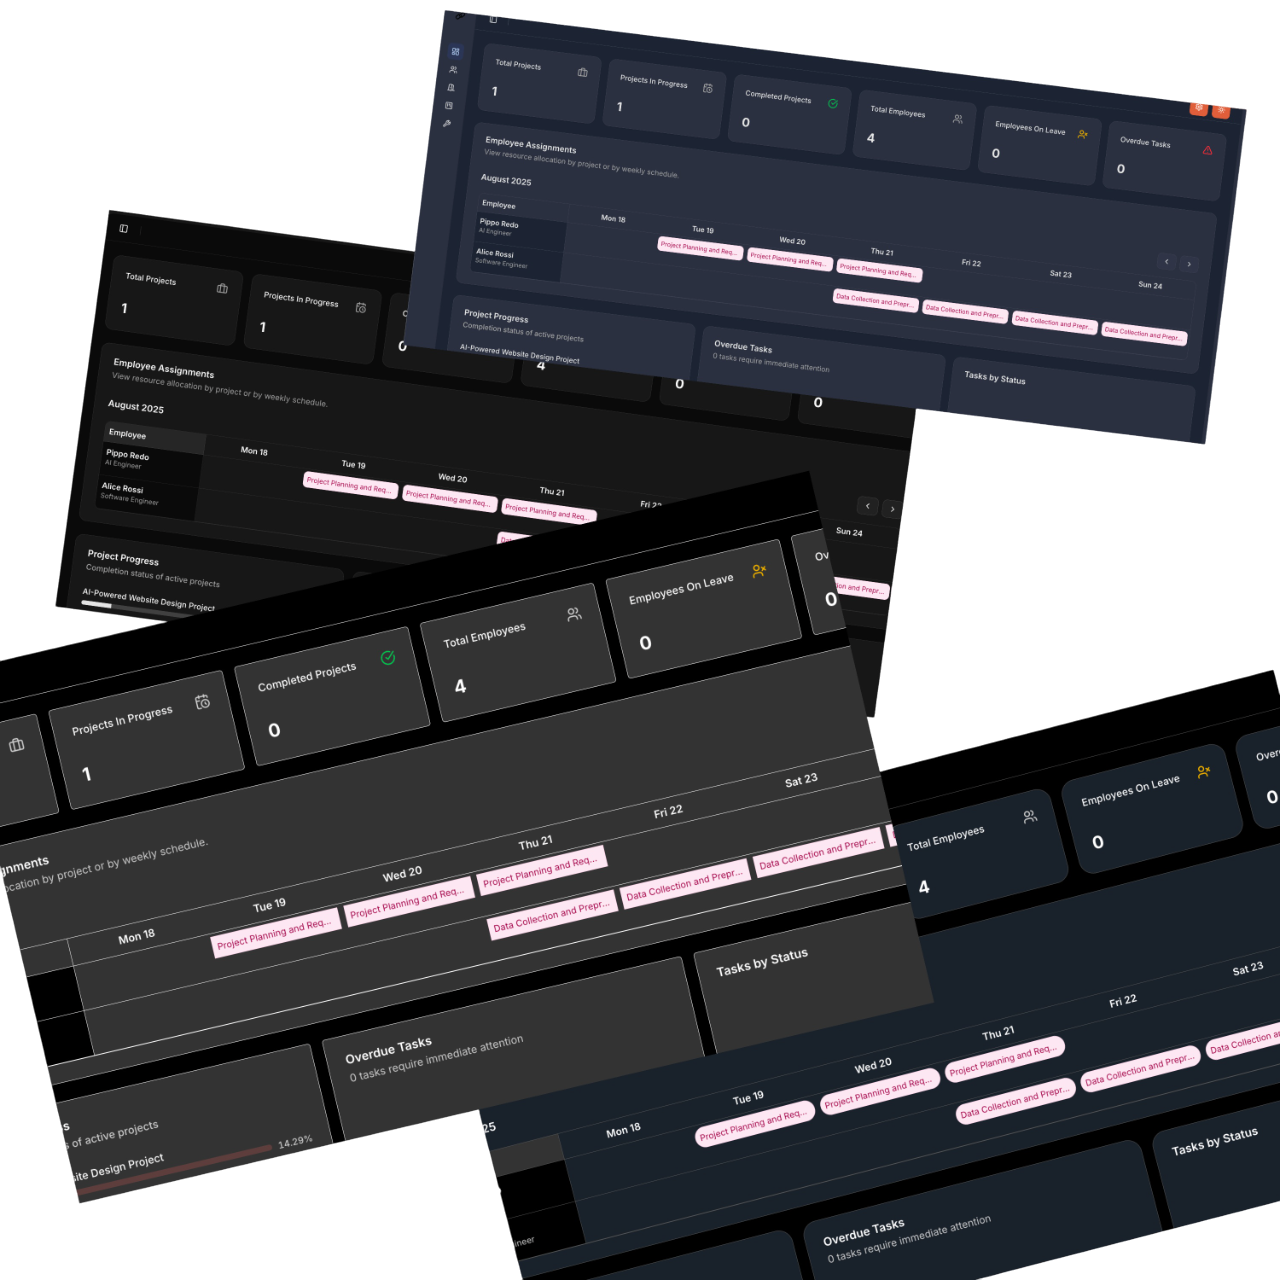 Total Projects
1
Projects In Progress
1
Completed Projects
0
Total Employees
4
Employees On Leave
0
Overdue Tasks
0
Employee Assignments
View resource allocation by project or by weekly schedule.
August 2025
Employee
Mon 18
Tue 19
Wed 20
Thu 21
Fri 22
Sat 23
Sun 24
Pippo Redo
AI Engineer
Project Planning and Req...
Project Planning and Req...
Project Planning and Req...
Alice Rossi
Software Engineer
Data Collection and Prepr...
Data Collection and Prepr...
Data Collection and Prepr...
Data Collection and Prepr...
Project Progress
Completion status of active projects
AI-Powered Website Design Project
Overdue Tasks
0 tasks require immediate attention
Tasks by Status
Total Projects
1
Projects In Progress
1
0
4
0
0
Employee Assignments
View resource allocation by project or by weekly schedule.
August 2025
Employee
Mon 18
Tue 19
Wed 20
Thu 21
Fri 22
Sun 24
Pippo Redo
AI Engineer
Project Planning and Req...
Project Planning and Req...
Project Planning and Req...
Alice Rossi
Software Engineer
ion and Prepr...
Project Progress
Completion status of active projects
AI-Powered Website Design Project
Projects In Progress
1
Completed Projects
0
Total Employees
4
Employees On Leave
0
Ov
0
gnments
ocation by project or by weekly schedule.
Mon 18
Tue 19
Wed 20
Thu 21
Fri 22
Sat 23
Project Planning and Req...
Project Planning and Req...
Project Planning and Req...
Data Collection and Prepr...
Data Collection and Prepr...
Data Collection and Prepr...
s
s of active projects
site Design Project
14.29%
Overdue Tasks
0 tasks require immediate attention
Tasks by Status
Total Employees
4
Employees On Leave
0
Over
0
25
Mon 18
Tue 19
Wed 20
Thu 21
Fri 22
Sat 23
Project Planning and Req...
Project Planning and Req...
Project Planning and Req...
Data Collection and Prepr...
Data Collection and Prepr...
Data Collection a
ineer
Overdue Tasks
0 tasks require immediate attention
Tasks by Status